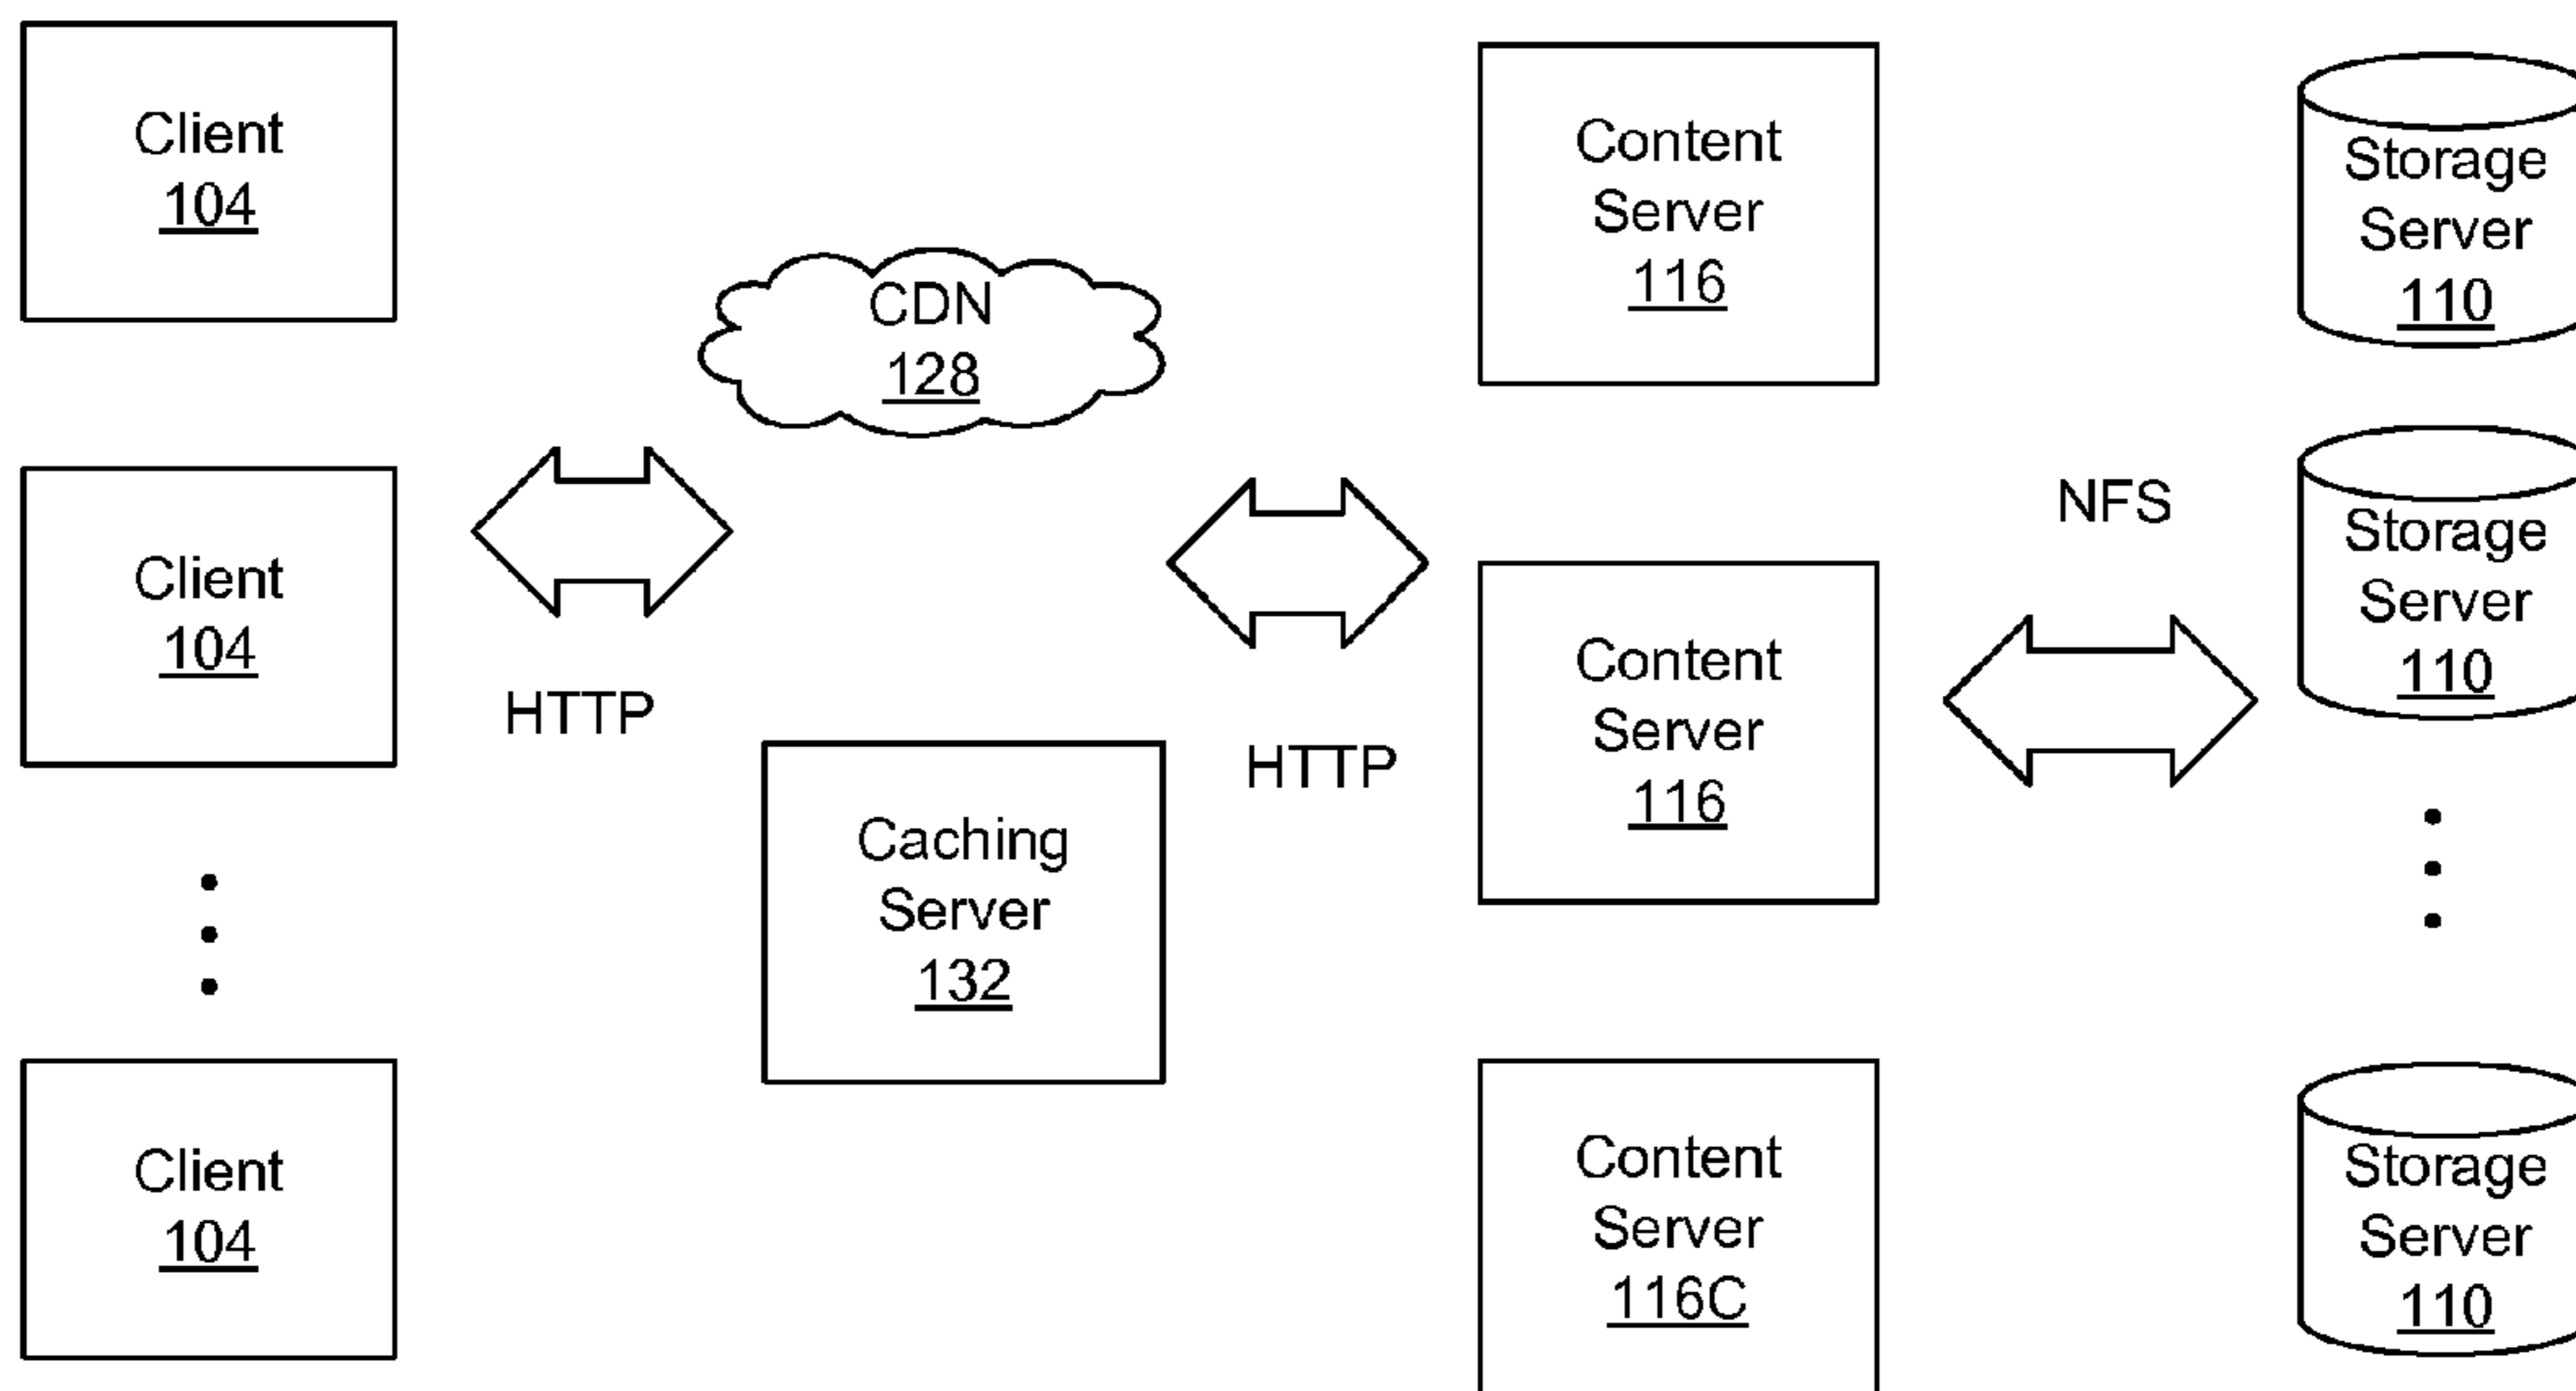 Client
104
Client
104
Client
104
HTTP
CDN
128
Caching
Server
132
HTTP
Content
Server
116
Content
Server
116
Content
Server
116C
NFS
Storage
Server
110
Storage
Server
110
Storage
Server
110